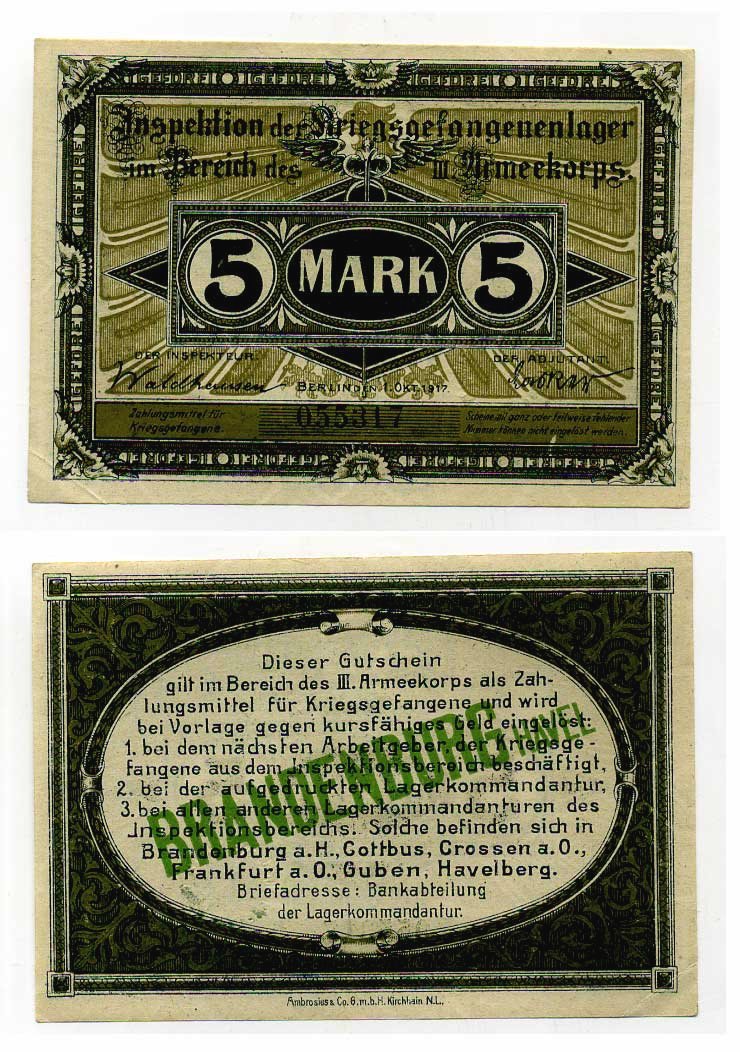 GEFDREI GEFDREI GEFDREI GEFDREI
Inspektion der Kriegsgefangenenlager
im Bereich des III. Armeekorps.
5 MARK 5
DER INSPEKTEUR. DER ADJUTANT.
Waldhausen BERLIN DEN 1. OKT. 1917
Zahlungsmittel für
Kriegsgefangene.
055317
Scheine, mit ganz oder teilweise fehlender
Nummer können nicht eingelöst werden.
Dieser Gutschein
gilt im Bereich des III. Armeekorps als Zah-
lungsmittel für Kriegsgefangene und wird
bei Vorlage gegen kursfähiges Geld eingelöst:
1. bei dem nächsten Arbeitgeber, der Kriegsge-
fangene aus dem Inspektionsbereich beschäftigt,
2. bei der aufgedruckten Lagerkommandantur,
3. bei allen anderen Lagerkommandanturen des
Inspektionsbereichs. Solche befinden sich in
Brandenburg a. H., Cottbus, Crossen a. O.,
Frankfurt a. O., Guben, Havelberg.
Briefadresse: Bankabteilung
der Lagerkommandantur.
BRANDENBURG HAVEL
Ambrosius & Co. G.m.b.H. Kirchhain N.L.